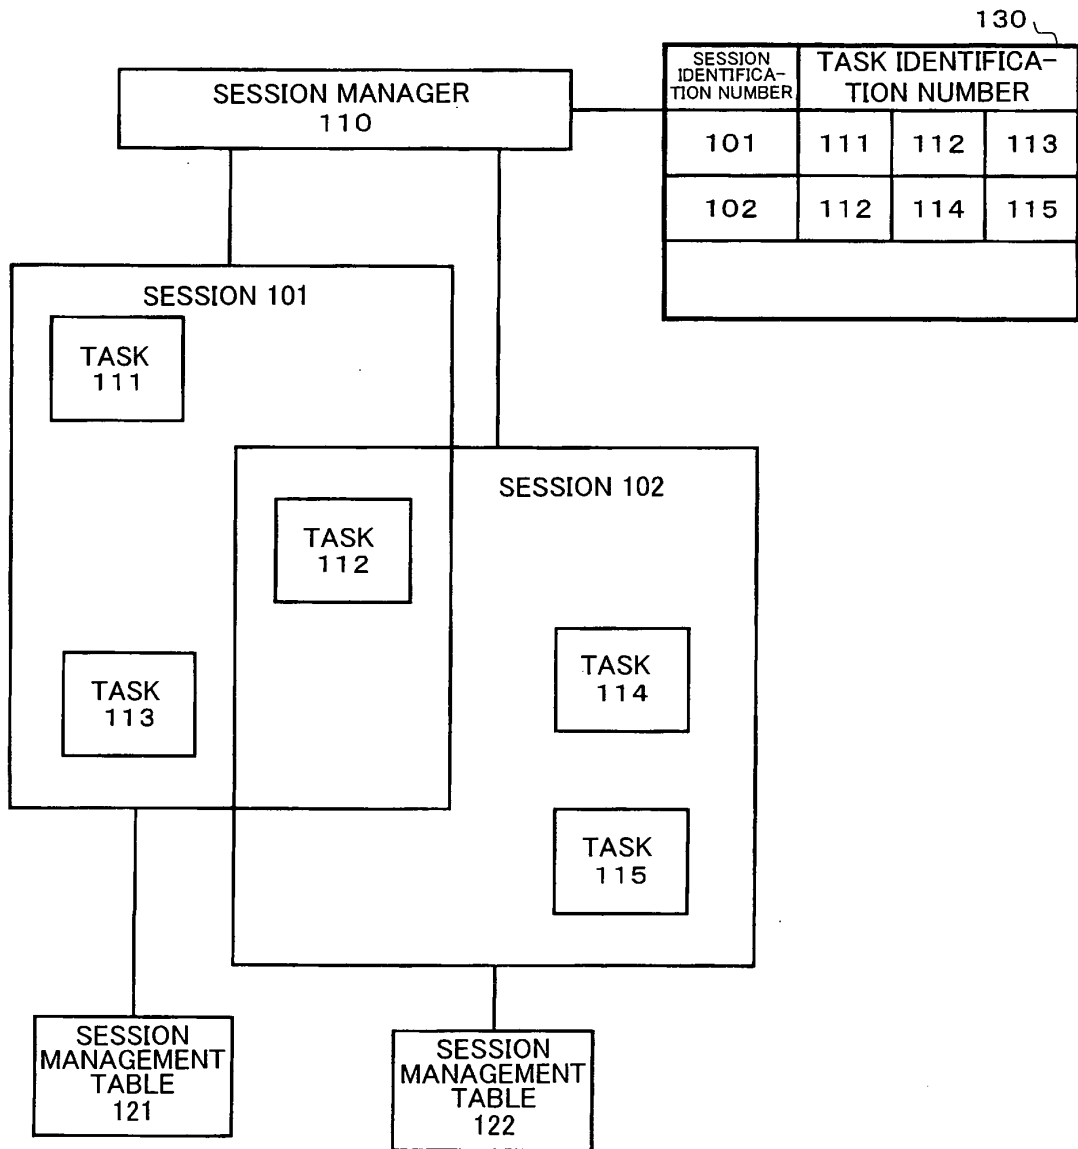 130
SESSION
IDENTIFICA-
TION NUMBER
TASK IDENTIFICA-
TION NUMBER
101 111 112 113
102 112 114 115
SESSION MANAGER
110
SESSION 101
TASK
111
SESSION 102
TASK
112
TASK
113
TASK
114
TASK
115
SESSION
MANAGEMENT
TABLE
121
SESSION
MANAGEMENT
TABLE
122